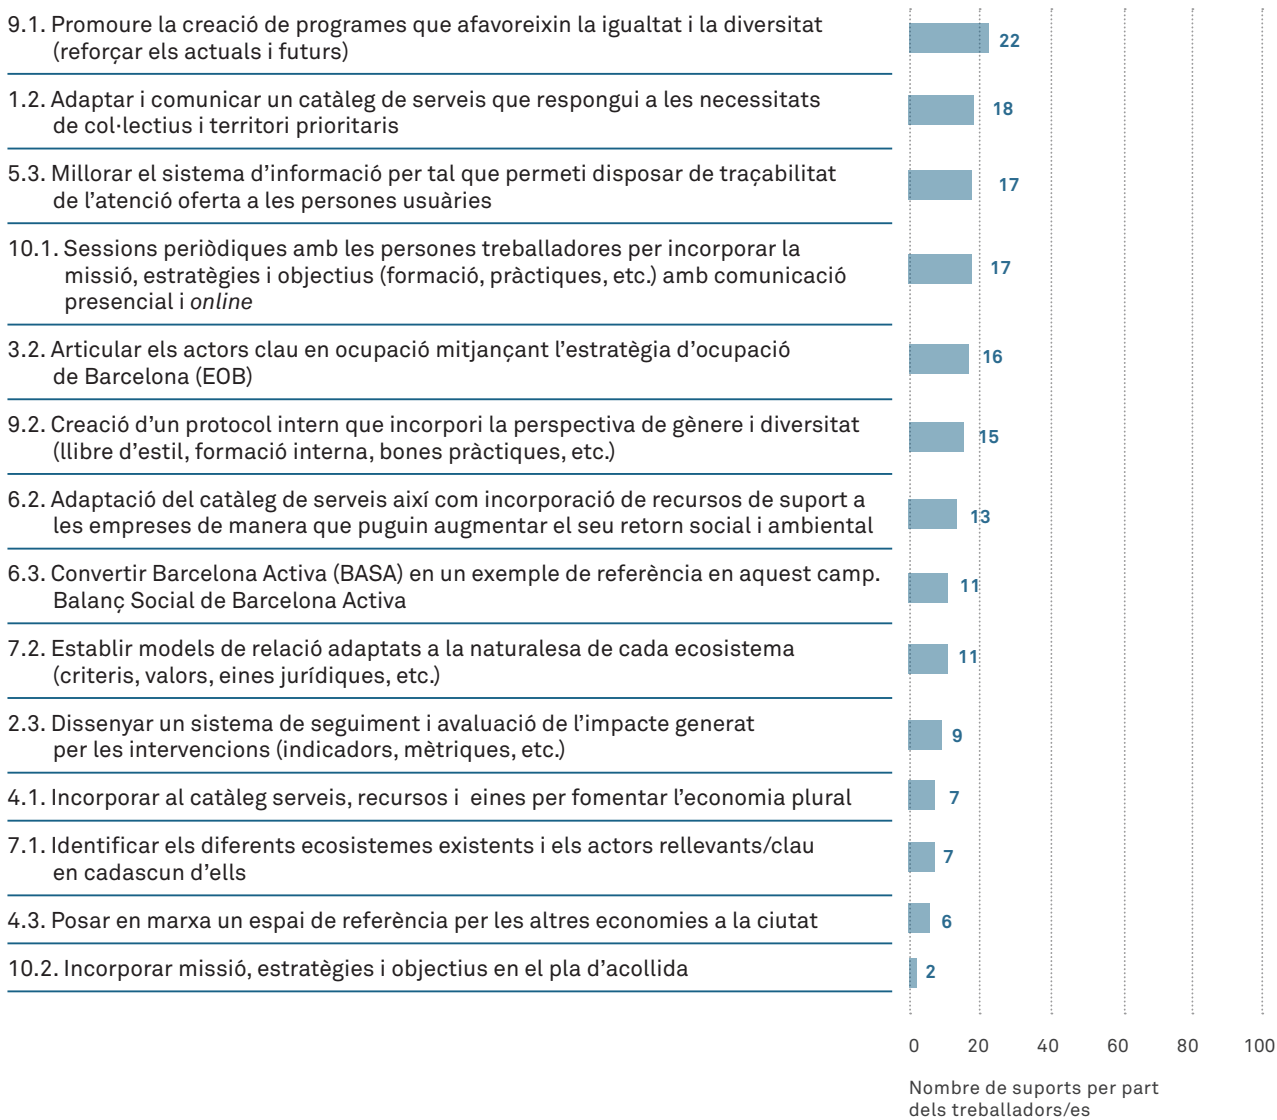 9.1. Promoure la creació de programes que afavoreixin la igualtat i la diversitat
(reforçar els actuals i futurs)
22
1.2. Adaptar i comunicar un catàleg de serveis que respongui a les necessitats
de col·lectius i territori prioritaris
18
5.3. Millorar el sistema d’informació per tal que permeti disposar de traçabilitat
de l’atenció oferta a les persones usuàries
17
10.1. Sessions periòdiques amb les persones treballadores per incorporar la
missió, estratègies i objectius (formació, pràctiques, etc.) amb comunicació
presencial i online
17
3.2. Articular els actors clau en ocupació mitjançant l’estratègia d’ocupació
de Barcelona (EOB)
16
9.2. Creació d’un protocol intern que incorpori la perspectiva de gènere i diversitat
(llibre d’estil, formació interna, bones pràctiques, etc.)
15
6.2. Adaptació del catàleg de serveis així com incorporació de recursos de suport a
les empreses de manera que puguin augmentar el seu retorn social i ambiental
13
6.3. Convertir Barcelona Activa (BASA) en un exemple de referència en aquest camp.
Balanç Social de Barcelona Activa
11
7.2. Establir models de relació adaptats a la naturalesa de cada ecosistema
(criteris, valors, eines jurídiques, etc.)
11
2.3. Dissenyar un sistema de seguiment i avaluació de l’impacte generat
per les intervencions (indicadors, mètriques, etc.)
9
4.1. Incorporar al catàleg serveis, recursos i eines per fomentar l’economia plural
7
7.1. Identificar els diferents ecosistemes existents i els actors rellevants/clau
en cadascun d’ells
7
4.3. Posar en marxa un espai de referència per les altres economies a la ciutat
6
10.2. Incorporar missió, estratègies i objectius en el pla d’acollida
2
0 20 40 60 80 100
Nombre de suports per part
dels treballadors/es